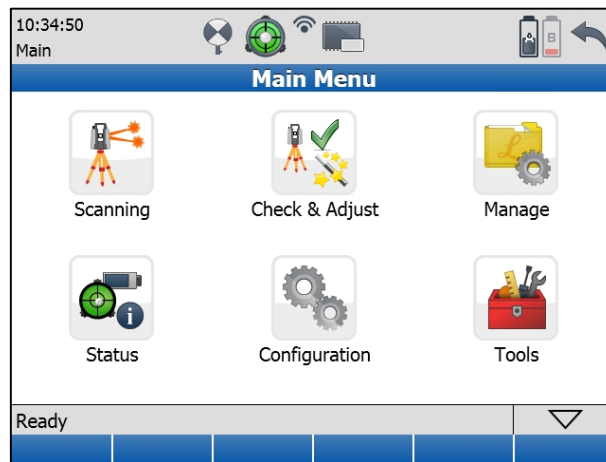 10:34:50
Main
B
Main Menu
Scanning
Check & Adjust
Manage
Status
Configuration
Tools
Ready